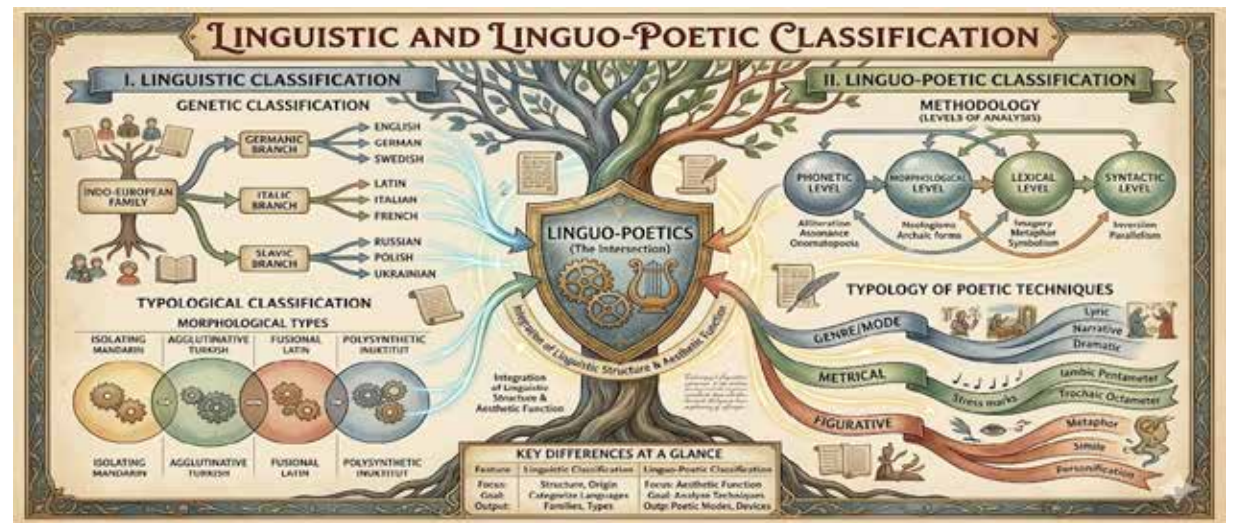 LINGUISTIC AND LINGUO-POETIC CLASSIFICATION
I. LINGUISTIC CLASSIFICATION
GENETIC CLASSIFICATION
INDO-EUROPEAN
FAMILY
GERMANIC
BRANCH
ENGLISH
GERMAN
SWEDISH
ITALIC
BRANCH
LATIN
ITALIAN
FRENCH
SLAVIC
BRANCH
RUSSIAN
POLISH
UKRAINIAN
TYPOLOGICAL CLASSIFICATION
MORPHOLOGICAL TYPES
ISOLATING AGGLUTINATIVE FUSIONAL POLYSYNTHETIC
MANDARIN TURKISH LATIN INUKTITUT
ISOLATING AGGLUTINATIVE FUSIONAL POLYSYNTHETIC
MANDARIN TURKISH LATIN INUKTITUT
LINGUO-POETICS
(The Intersection)
Integration of Linguistic Structure & Aesthetic Function
Integration
of Linguistic
Structure &
Aesthetic Function
II. LINGUO-POETIC CLASSIFICATION
METHODOLOGY
(LEVELS OF ANALYSIS)
PHONETIC
LEVEL
MORPHOLOGICAL
LEVEL
LEXICAL
LEVEL
SYNTACTIC
LEVEL
Alliteration
Assonance
Onomatopoeia
Neologisms
Archaic forms
Imagery
Metaphor
Symbolism
Inversion
Parallelism
TYPOLOGY OF POETIC TECHNIQUES
GENRE/MODE
Lyric
Narrative
Dramatic
METRICAL
Stress marks
Iambic Pentameter
Trochaic Octameter
FIGURATIVE
Metaphor
Simile
Personification
KEY DIFFERENCES AT A GLANCE
Feature Linguistic Classification Linguo-Poetic Classification
Focus: Structure, Origin Focus: Aesthetic Function
Goal: Categorize Languages Goal: Analyze Techniques
Output: Families, Types Outp: Poetic Modes, Devices